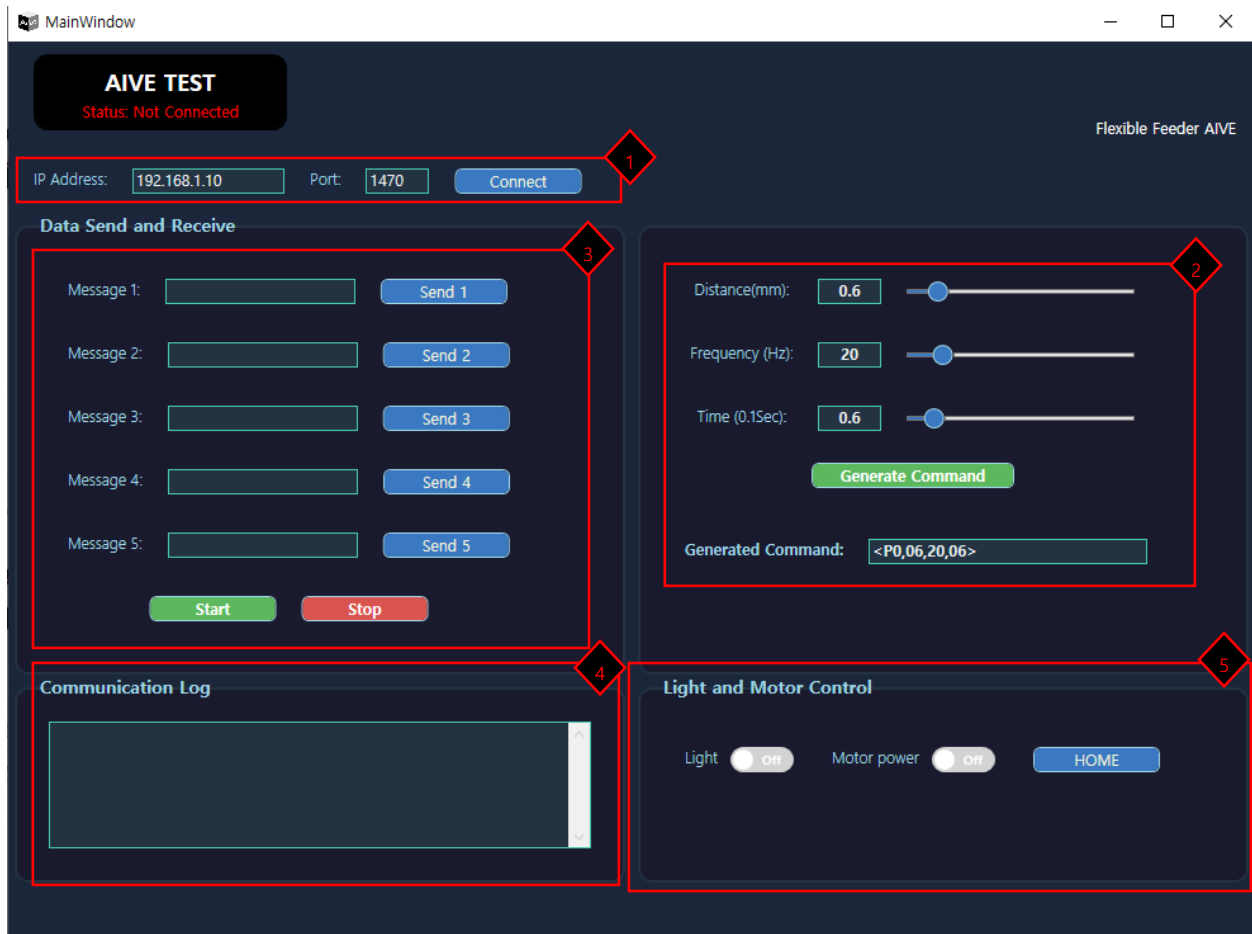 MainWindow
AIVE TEST
Status: Not Connected
Flexible Feeder AIVE
1
IP Address: 192.168.1.10 Port: 1470 Connect
Data Send and Receive
3
Message 1: Send 1
Message 2: Send 2
Message 3: Send 3
Message 4: Send 4
Message 5: Send 5
Start Stop
2
Distance(mm): 0.6
Frequency (Hz): 20
Time (0.1Sec): 0.6
Generate Command
Generated Command: <P0,06,20,06>
4
Communication Log
5
Light and Motor Control
Light Off Motor power Off HOME